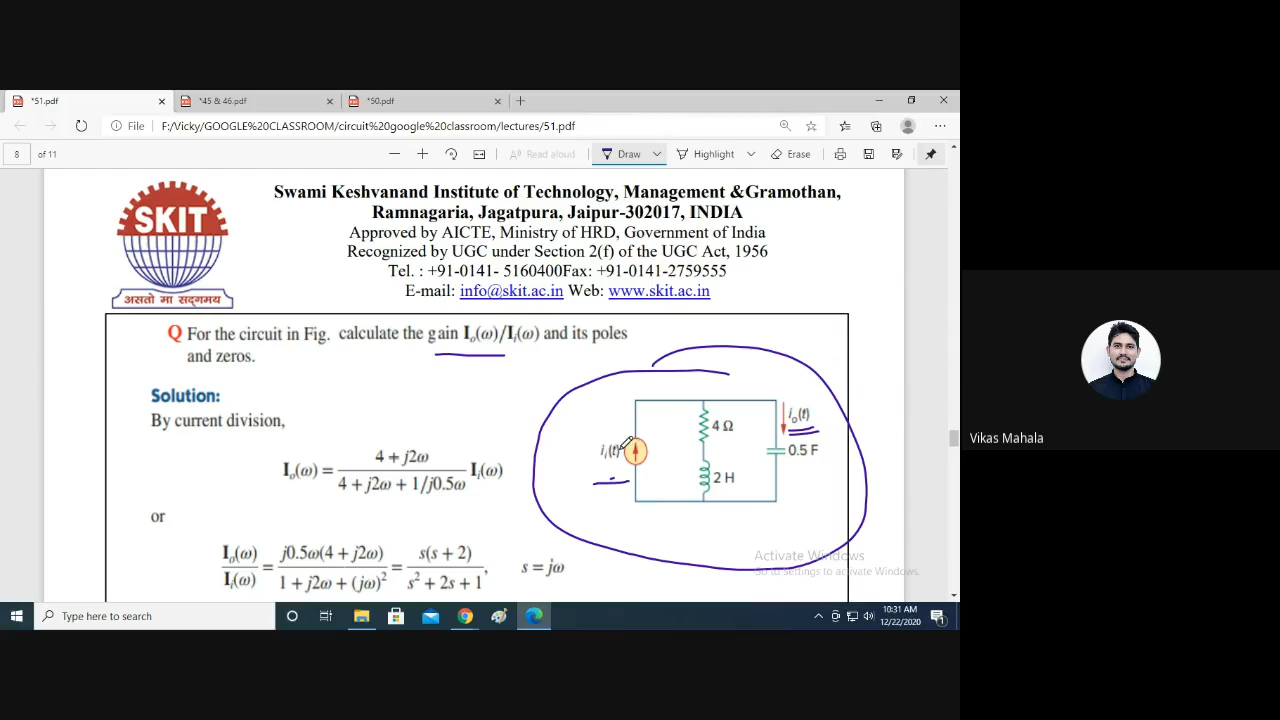 *51.pdf
*45 & 46.pdf
*50.pdf
File
F:/Vicky/GOOGLE%20CLASSROOM/circuit%20google%20classroom/lectures/51.pdf
8 of 11
Read aloud
Draw
Highlight
Erase
SKIT
असतो मा सद्गमय
Swami Keshvanand Institute of Technology, Management &Gramothan,
Ramnagaria, Jagatpura, Jaipur-302017, INDIA
Approved by AICTE, Ministry of HRD, Government of India
Recognized by UGC under Section 2(f) of the UGC Act, 1956
Tel. : +91-0141- 5160400Fax: +91-0141-2759555
E-mail: info@skit.ac.in Web: www.skit.ac.in
Q For the circuit in Fig. calculate the gain Iₒ(ω)/Iᵢ(ω) and its poles
and zeros.
Solution:
By current division,
Iₒ(ω) = (4 + j2ω)/(4 + j2ω + 1/j0.5ω) Iᵢ(ω)
or
Iₒ(ω)/Iᵢ(ω) = j0.5ω(4 + j2ω)/(1 + j2ω + (jω)²) = s(s + 2)/(s² + 2s + 1), s = jω
iᵢ(t)
4 Ω
2 H
iₒ(t)
0.5 F
Activate Windows
Go to Settings to activate Windows.
Type here to search
10:31 AM
12/22/2020
1
Vikas Mahala